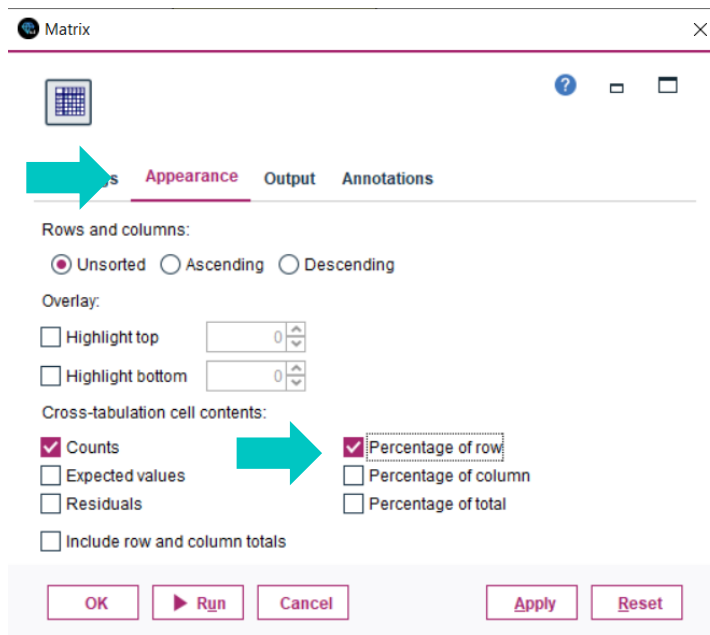 Matrix
Appearance Output Annotations
Rows and columns:
Unsorted Ascending Descending
Overlay:
Highlight top 0
Highlight bottom 0
Cross-tabulation cell contents:
Counts Percentage of row
Expected values Percentage of column
Residuals Percentage of total
Include row and column totals
OK Run Cancel Apply Reset